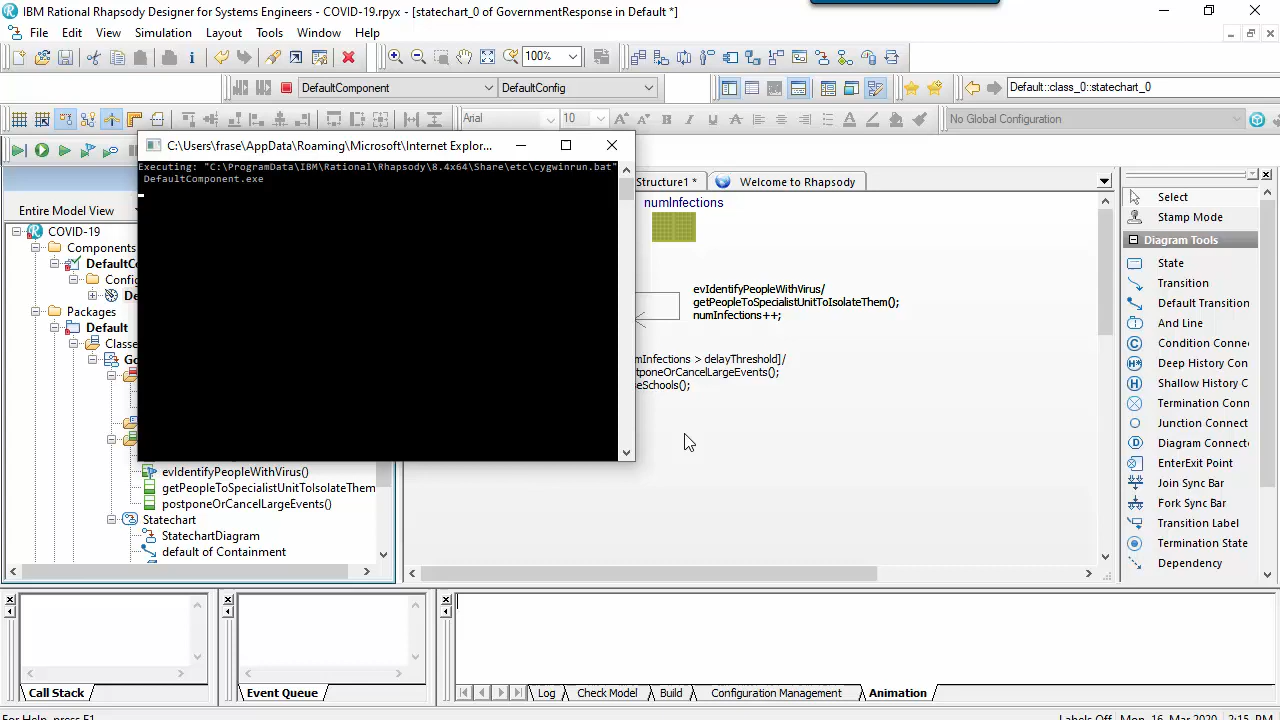 IBM Rational Rhapsody Designer for Systems Engineers - COVID-19.rpyx - [statechart_0 of GovernmentResponse in Default *]
File Edit View Simulation Layout Tools Window Help
100%
DefaultComponent DefaultConfig Default::class_0::statechart_0
Arial 10 No Global Configuration
C:\Users\frase\AppData\Roaming\Microsoft\Internet Explor...
Executing: "C:\ProgramData\IBM\Rational\Rhapsody\8.4x64\Share\etc\cygwinrun.bat"
DefaultComponent.exe
Structure1 * Welcome to Rhapsody
Entire Model View
COVID-19
Components
DefaultCo
Config
De
Packages
Default
Classe
Go
evIdentifyPeopleWithVirus()
getPeopleToSpecialistUnitToIsolateThem
postponeOrCancelLargeEvents()
Statechart
StatechartDiagram
default of Containment
numInfections
evIdentifyPeopleWithVirus/
getPeopleToSpecialistUnitToIsolateThem();
numInfections++;
mInfections > delayThreshold]/
tponeOrCancelLargeEvents();
eSchools();
Select
Stamp Mode
Diagram Tools
State
Transition
Default Transition
And Line
Condition Conne
Deep History Con
Shallow History C
Termination Conn
Junction Connect
Diagram Connect
EnterExit Point
Join Sync Bar
Fork Sync Bar
Transition Label
Termination State
Dependency
Call Stack Event Queue Log Check Model Build Configuration Management Animation
For Help, press F1 Labels Off Mon, 16, Mar 2020 2:15 PM